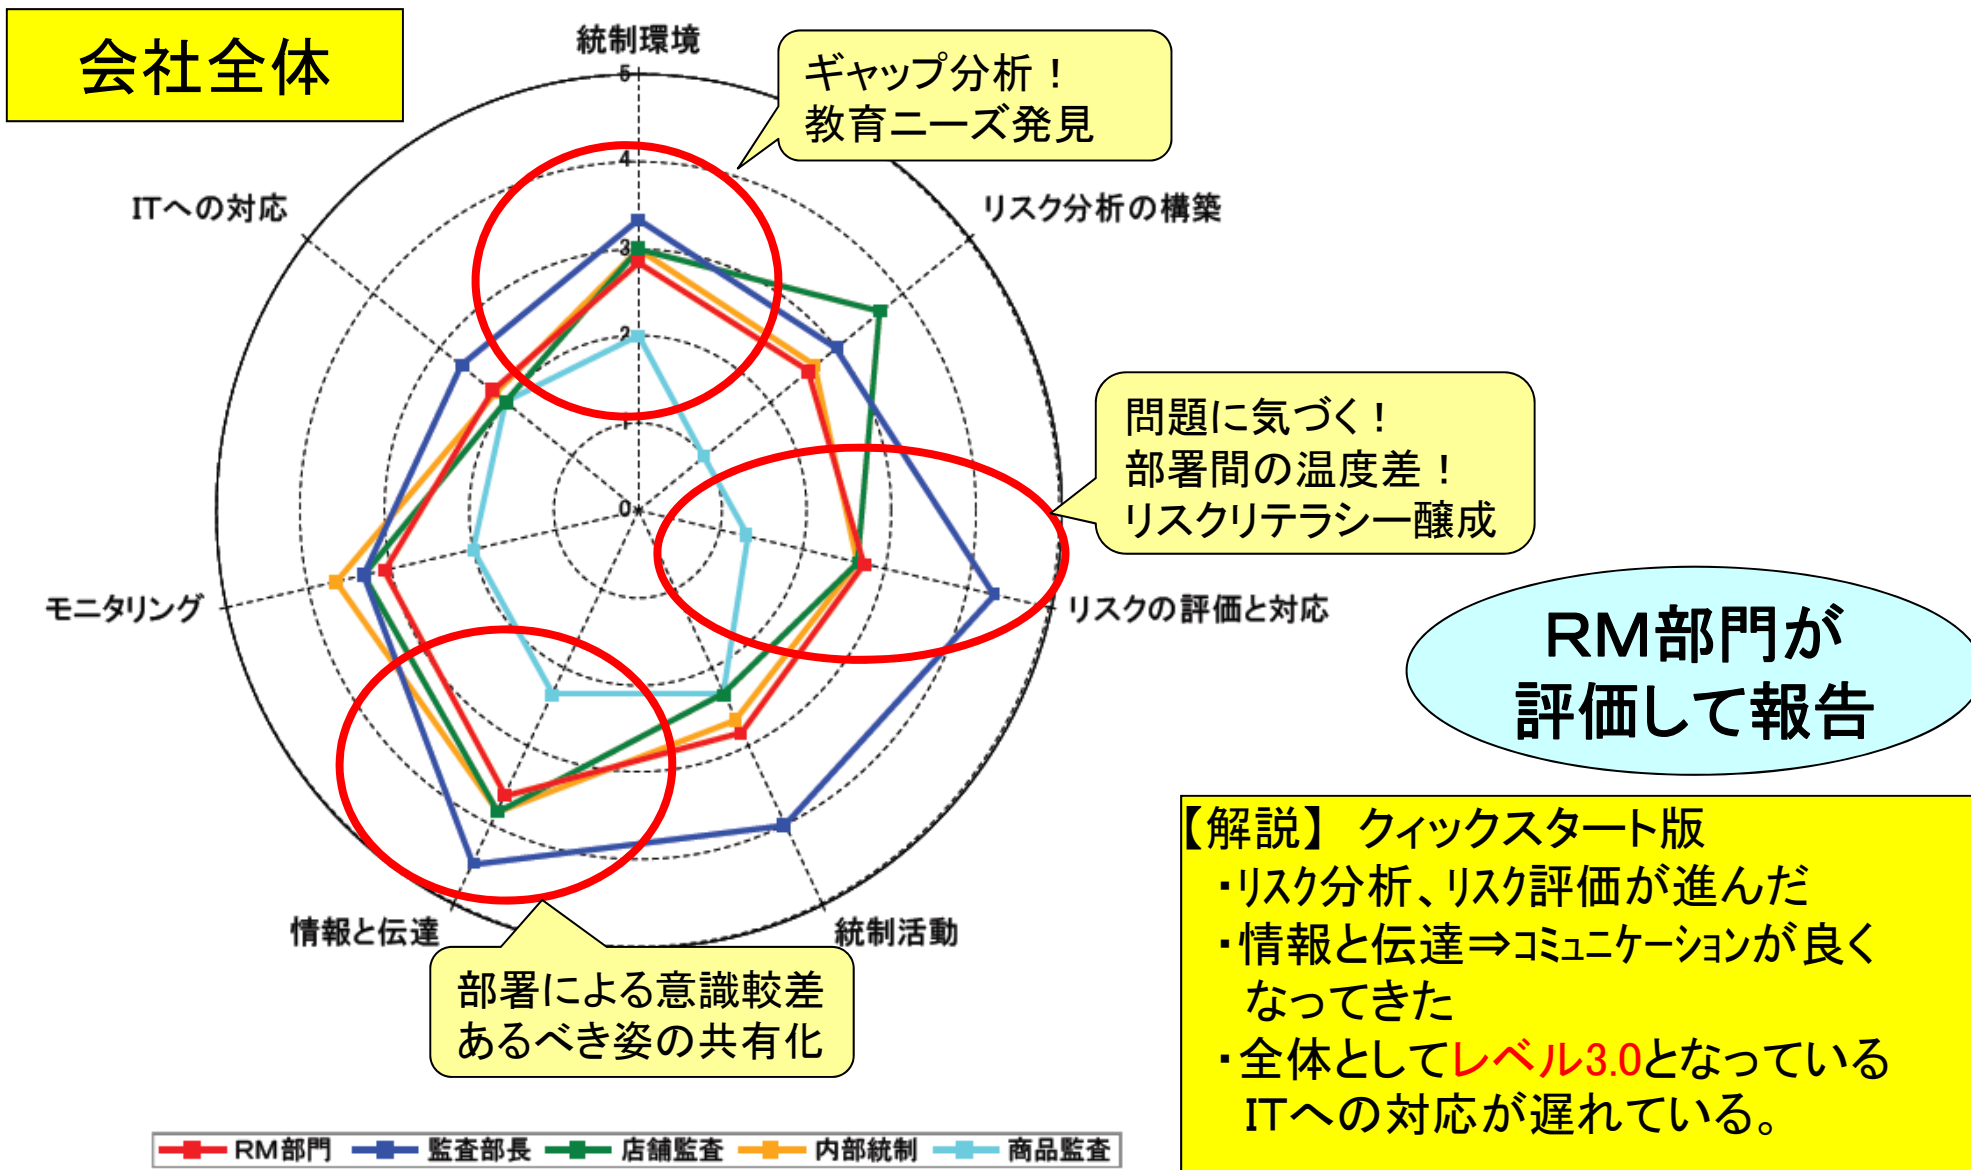 会社全体
統制環境
ギャップ分析！
教育ニーズ発見
5
4
3
2
1
0
ITへの対応
リスク分析の構築
問題に気づく！
部署間の温度差！
リスクリテラシー醸成
モニタリング
リスクの評価と対応
RM部門が
評価して報告
情報と伝達
統制活動
部署による意識較差
あるべき姿の共有化
【解説】 クィックスタート版
・リスク分析、リスク評価が進んだ
・情報と伝達⇒コミュニケーションが良く
なってきた
・全体としてレベル3.0となっている
ITへの対応が遅れている。
RM部門 監査部長 店舗監査 内部統制 商品監査